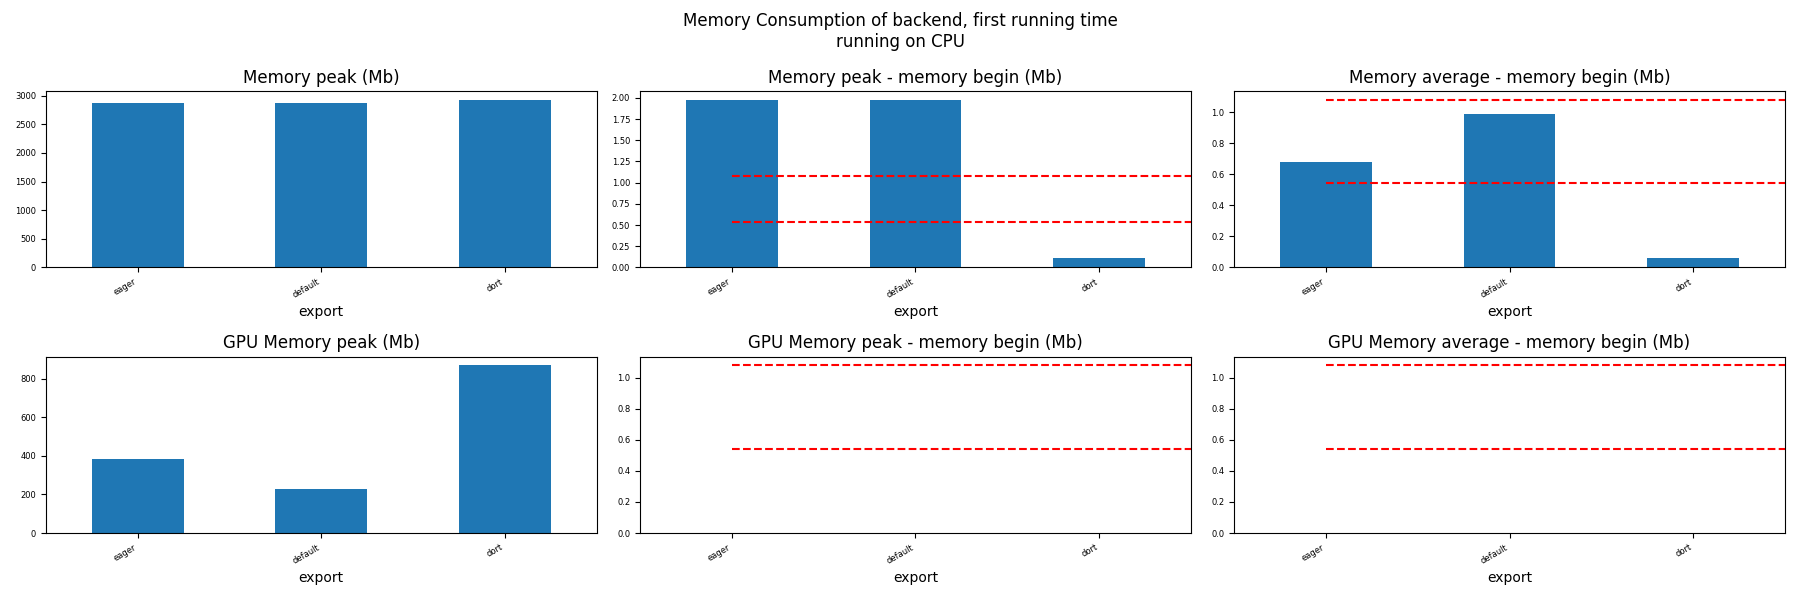 Memory Consumption of backend, first running time
running on CPU
Memory peak (Mb)
3000
2500
2000
1500
1000
500
0
eager
default
dort
export
Memory peak - memory begin (Mb)
2.00
1.75
1.50
1.25
1.00
0.75
0.50
0.25
0.00
eager
default
dort
export
Memory average - memory begin (Mb)
1.0
0.8
0.6
0.4
0.2
0.0
eager
default
dort
export
GPU Memory peak (Mb)
800
600
400
200
0
eager
default
dort
export
GPU Memory peak - memory begin (Mb)
1.0
0.8
0.6
0.4
0.2
0.0
eager
default
dort
export
GPU Memory average - memory begin (Mb)
1.0
0.8
0.6
0.4
0.2
0.0
eager
default
dort
export